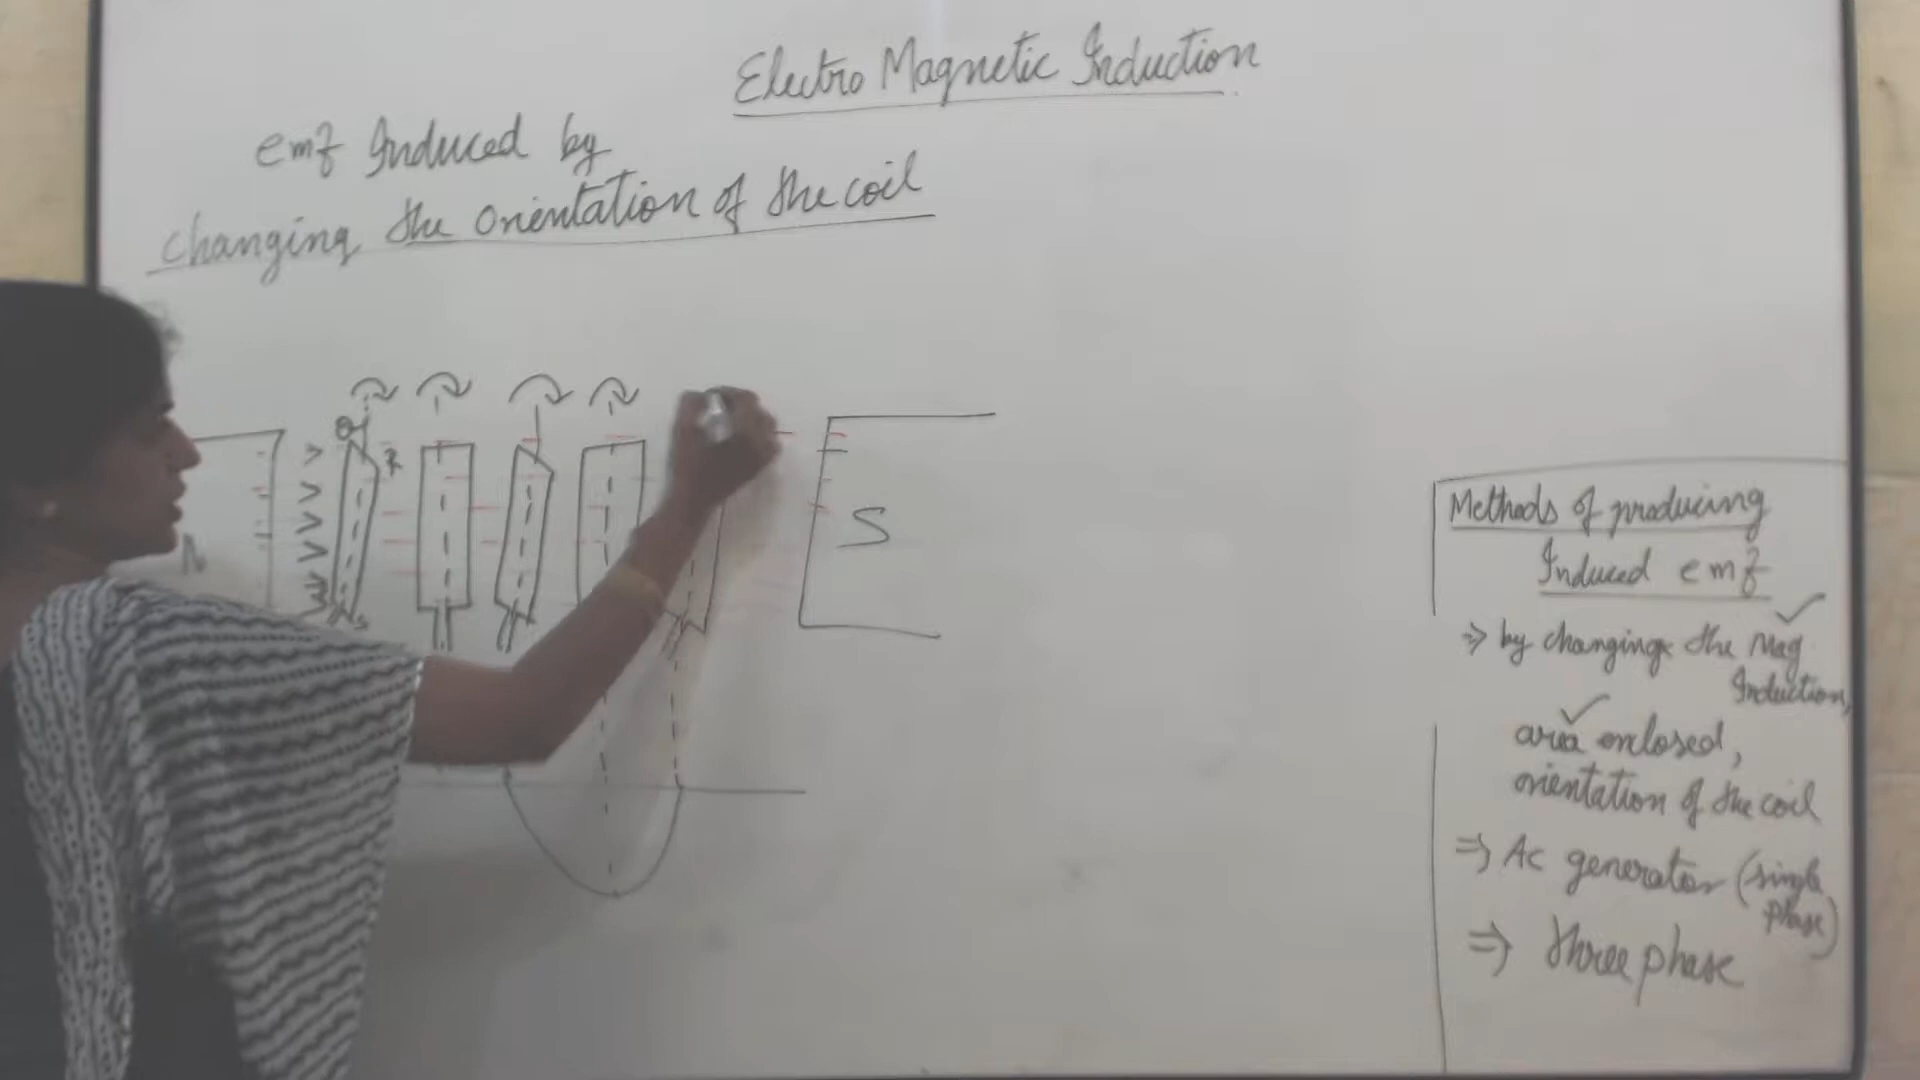 Electro Magnetic Induction
emf Induced by
changing the orientation of the coil
N
S
Methods of producing
Induced emf
⇒ by changing the Mag
Induction,
area enclosed,
orientation of the coil
⇒ Ac generator (single
phase)
⇒ three phase